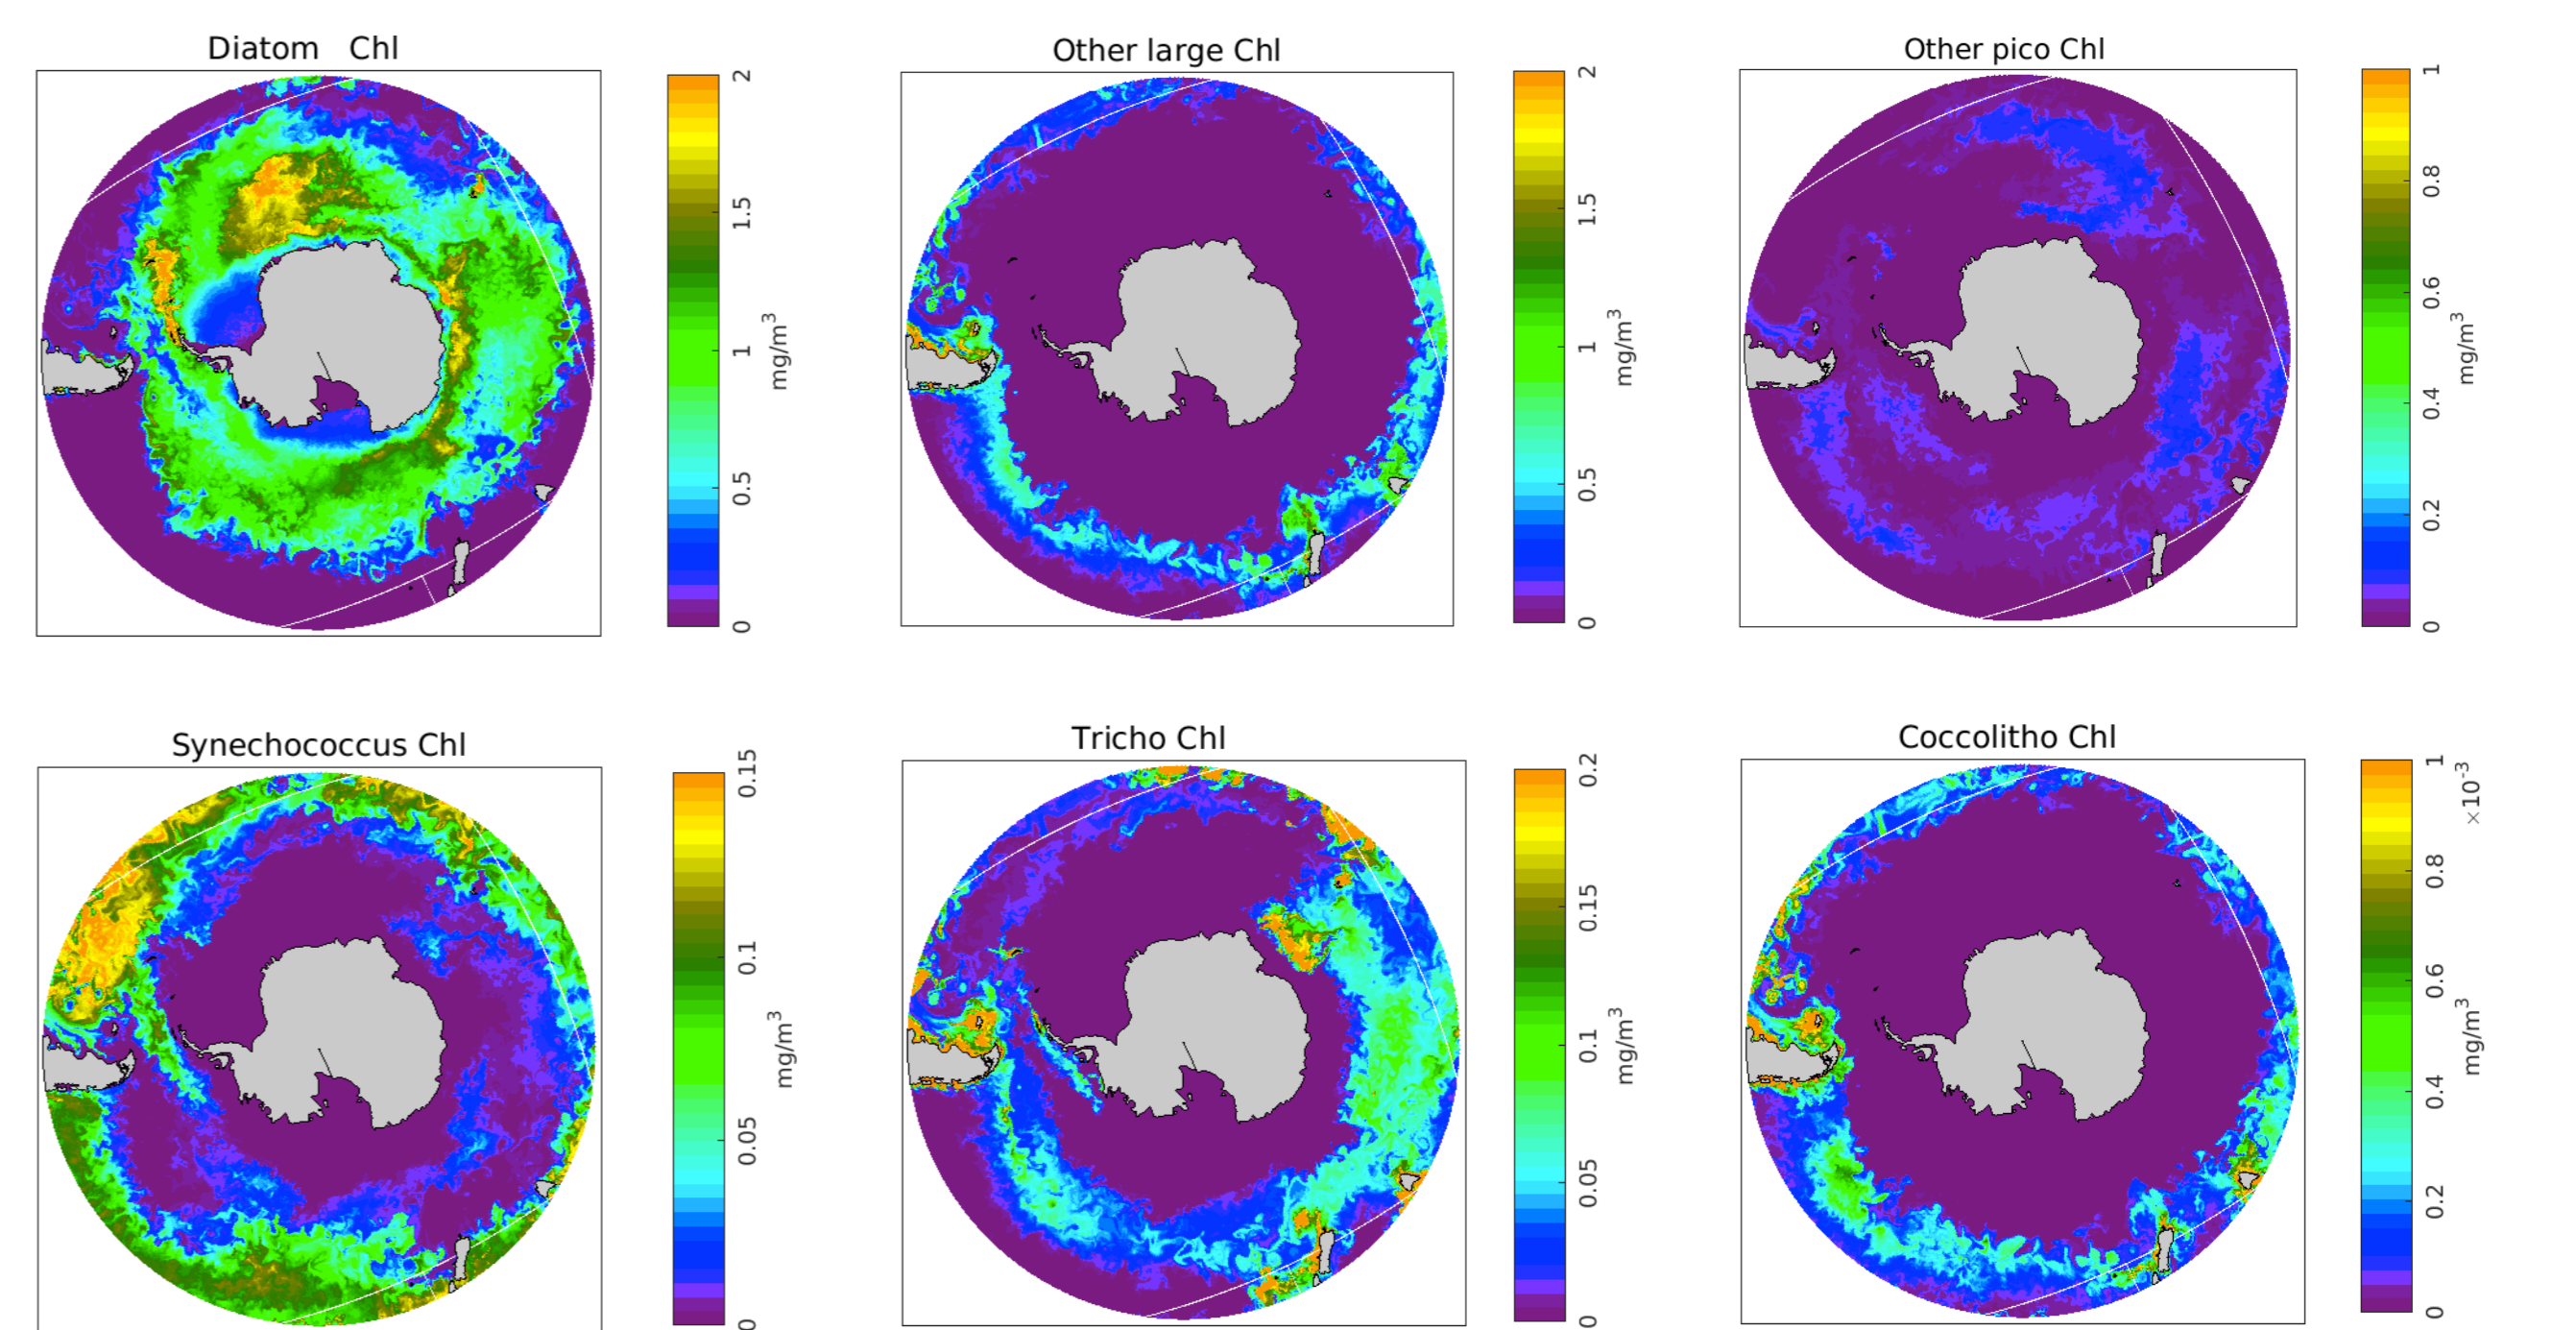 Diatom Chl
2
1.5
1
0.5
0
mg/m³
Other large Chl
2
1.5
1
0.5
0
mg/m³
Other pico Chl
1
0.8
0.6
0.4
0.2
0
mg/m³
Synechococcus Chl
0.15
0.1
0.05
0
mg/m³
Tricho Chl
0.2
0.15
0.1
0.05
0
mg/m³
Coccolitho Chl
1
×10⁻³
0.8
0.6
0.4
0.2
0
mg/m³